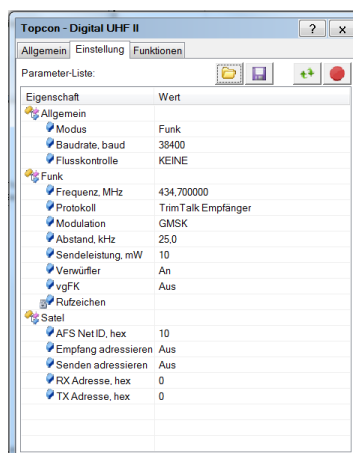 Topcon - Digital UHF II ? x
Allgemein Einstellung Funktionen
Parameter-Liste:
Eigenschaft Wert
Allgemein
Modus Funk
Baudrate, baud 38400
Flusskontrolle KEINE
Funk
Frequenz, MHz 434,700000
Protokoll TrimTalk Empfänger
Modulation GMSK
Abstand, kHz 25,0
Sendeleistung, mW 10
Verwürfler An
vgFK Aus
Rufzeichen
Satel
AFS Net ID, hex 10
Empfang adressieren Aus
Senden adressieren Aus
RX Adresse, hex 0
TX Adresse, hex 0